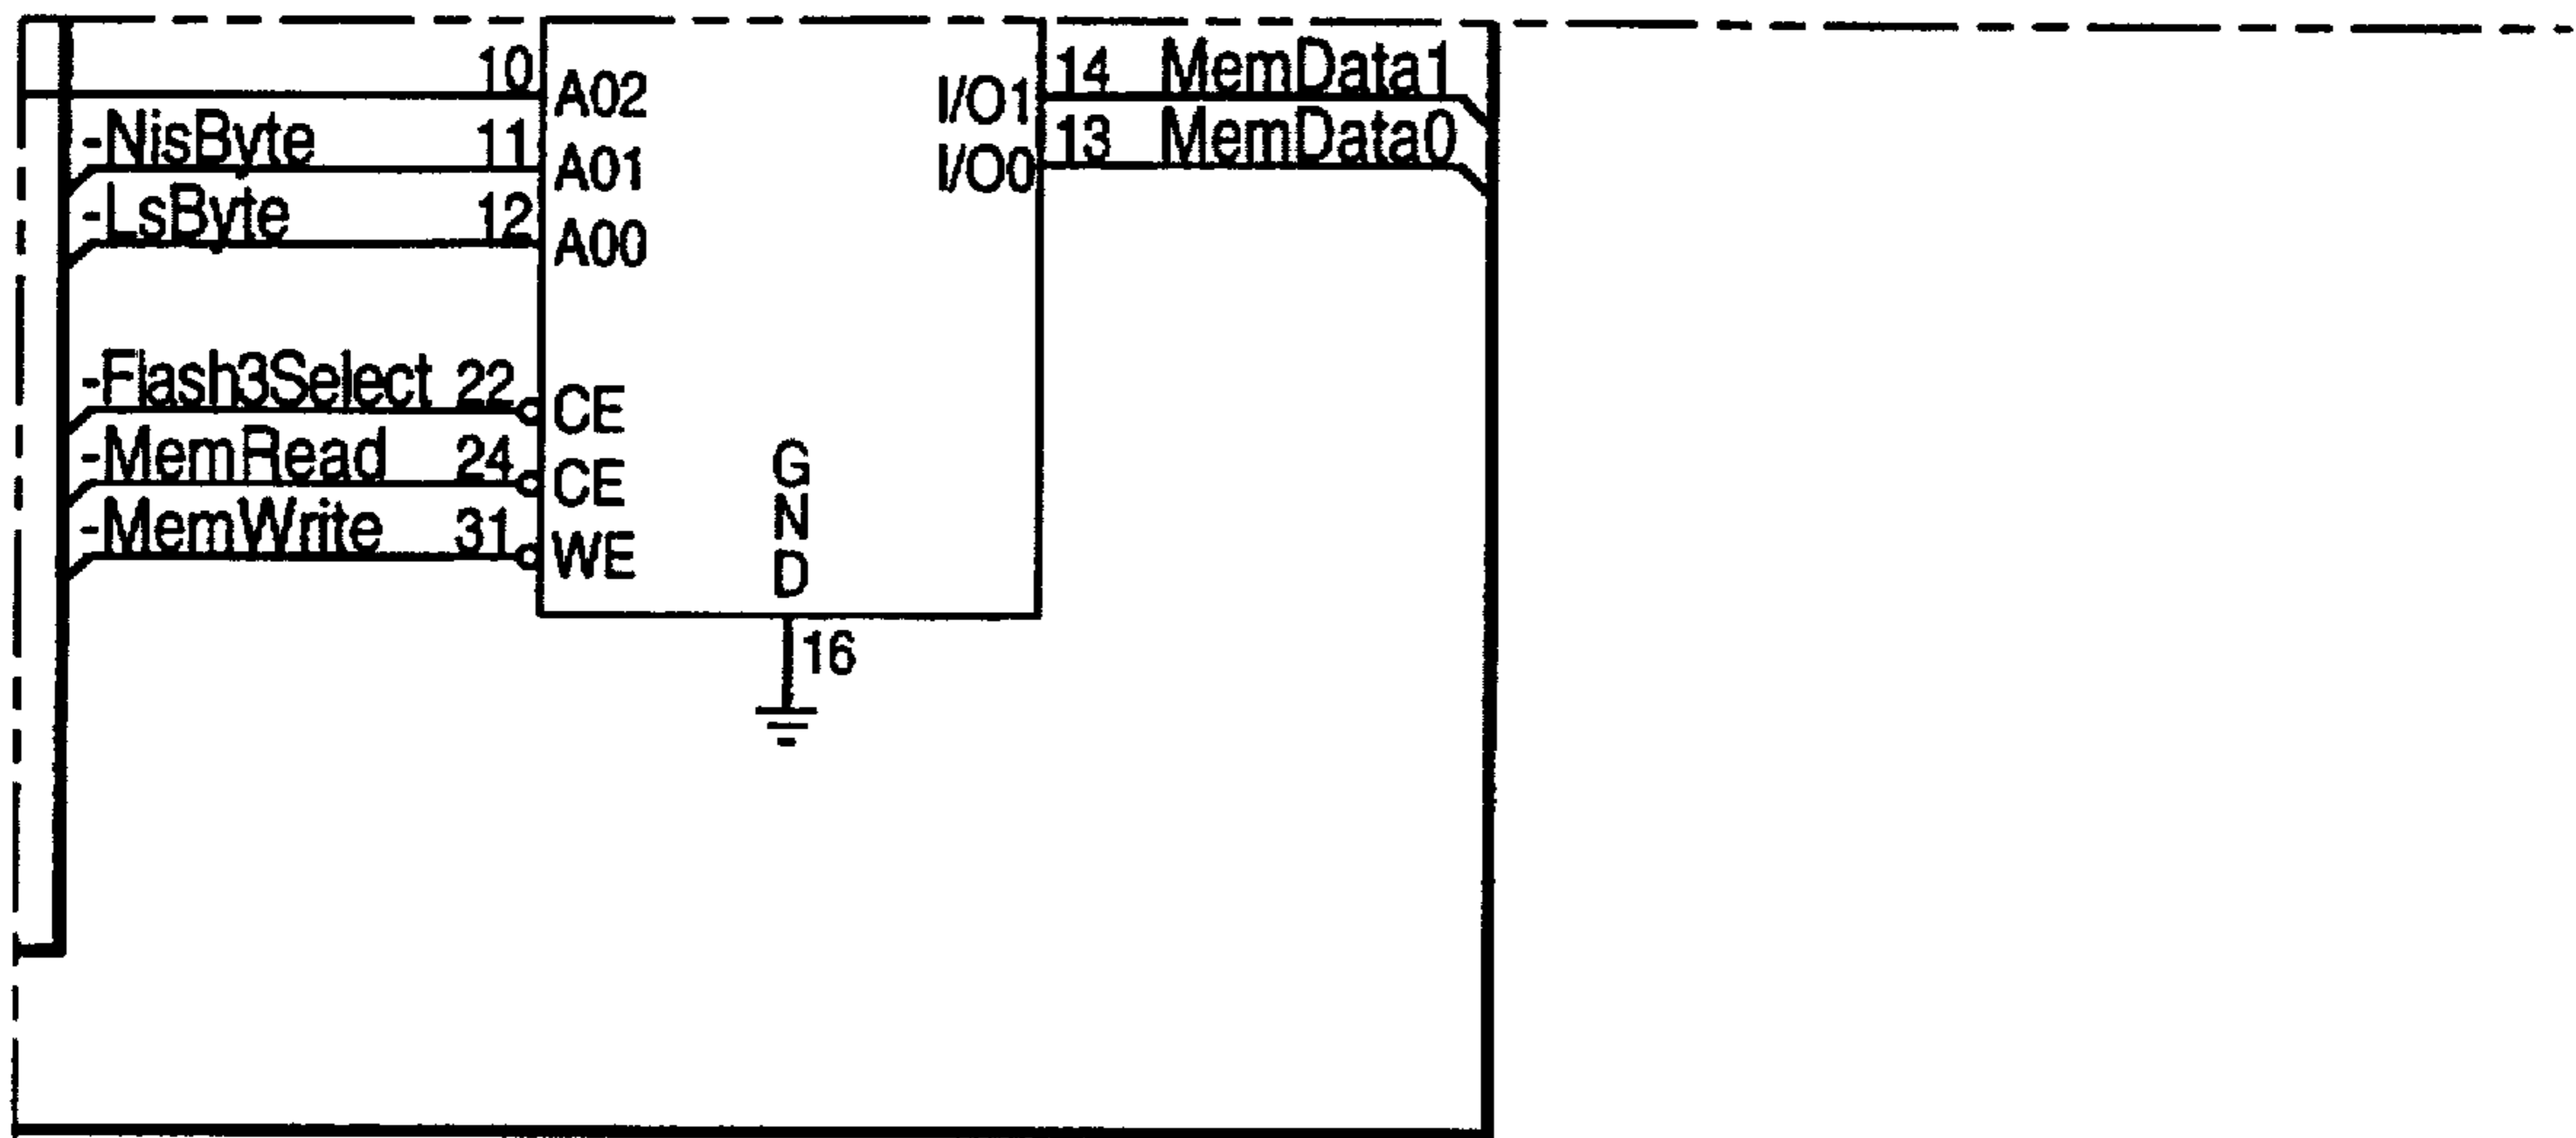 10 A02 I/O1 14 MemData1
-NisByte 11 A01 I/O0 13 MemData0
-LsByte 12 A00
-Flash3Select 22 CE
-MemRead 24 CE
-MemWrite 31 WE
GND
16